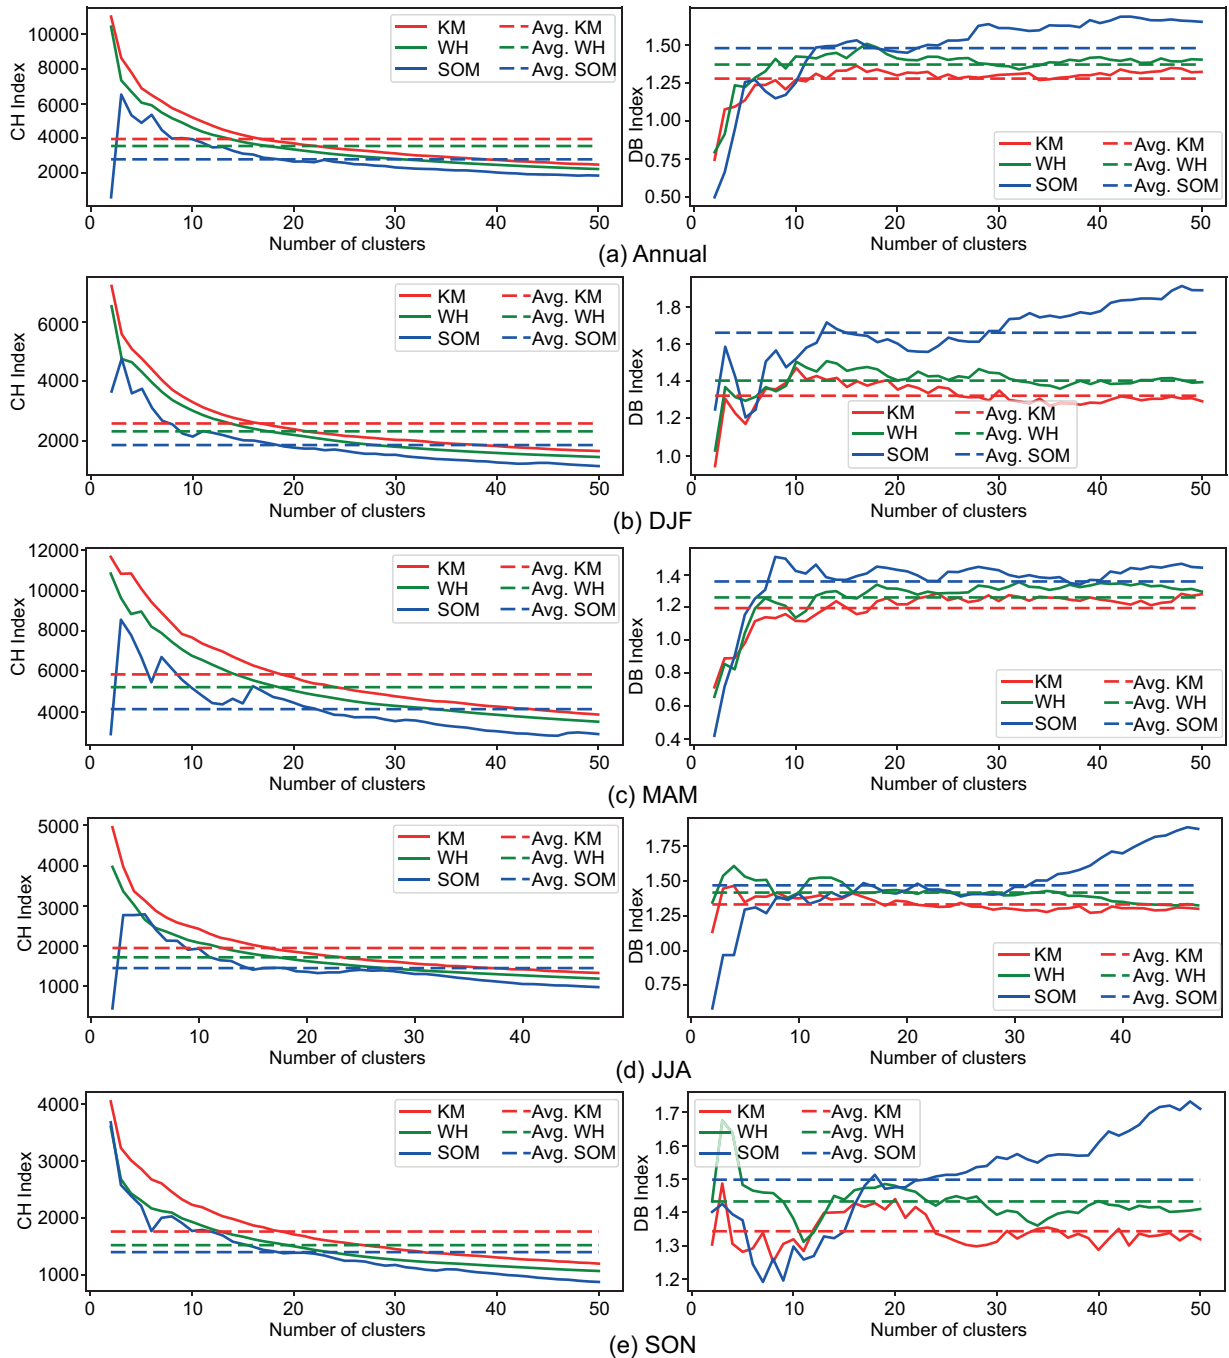 CH Index
10000
8000
6000
4000
2000
0 10 20 30 40 50
Number of clusters
KM Avg. KM
WH Avg. WH
SOM Avg. SOM
DB Index
1.50
1.25
1.00
0.75
0.50
0 10 20 30 40 50
Number of clusters
KM Avg. KM
WH Avg. WH
SOM Avg. SOM
(a) Annual
CH Index
6000
4000
2000
0 10 20 30 40 50
Number of clusters
KM Avg. KM
WH Avg. WH
SOM Avg. SOM
DB Index
1.8
1.6
1.4
1.2
1.0
0 10 20 30 40 50
Number of clusters
KM Avg. KM
WH Avg. WH
SOM Avg. SOM
(b) DJF
CH Index
12000
10000
8000
6000
4000
0 10 20 30 40 50
Number of clusters
KM Avg. KM
WH Avg. WH
SOM Avg. SOM
DB Index
1.4
1.2
1.0
0.8
0.6
0.4
0 10 20 30 40 50
Number of clusters
KM Avg. KM
WH Avg. WH
SOM Avg. SOM
(c) MAM
CH Index
5000
4000
3000
2000
1000
0 10 20 30 40
Number of clusters
KM Avg. KM
WH Avg. WH
SOM Avg. SOM
DB Index
1.75
1.50
1.25
1.00
0.75
0 10 20 30 40
Number of clusters
KM Avg. KM
WH Avg. WH
SOM Avg. SOM
(d) JJA
CH Index
4000
3000
2000
1000
0 10 20 30 40 50
Number of clusters
KM Avg. KM
WH Avg. WH
SOM Avg. SOM
DB Index
1.7
1.6
1.5
1.4
1.3
1.2
0 10 20 30 40 50
Number of clusters
KM Avg. KM
WH Avg. WH
SOM Avg. SOM
(e) SON